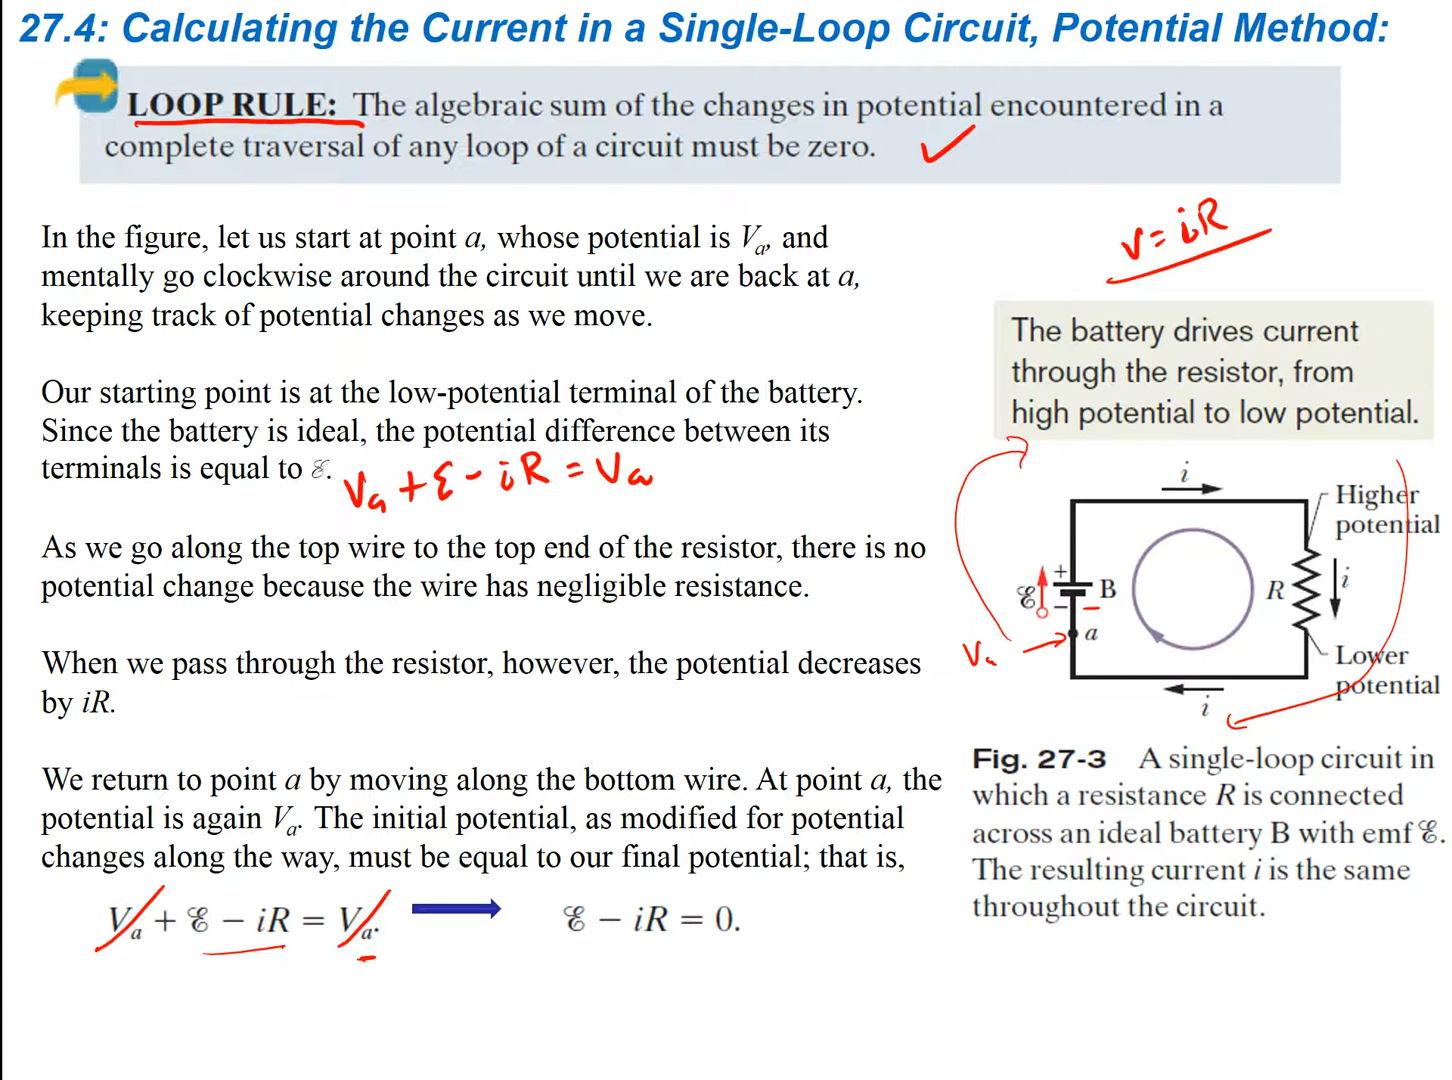 27.4: Calculating the Current in a Single-Loop Circuit, Potential Method:
LOOP RULE: The algebraic sum of the changes in potential encountered in a
complete traversal of any loop of a circuit must be zero.
In the figure, let us start at point a, whose potential is Va, and
mentally go clockwise around the circuit until we are back at a,
keeping track of potential changes as we move.
Our starting point is at the low-potential terminal of the battery.
Since the battery is ideal, the potential difference between its
terminals is equal to ℰ.
Va + ℰ - iR = Va
As we go along the top wire to the top end of the resistor, there is no
potential change because the wire has negligible resistance.
When we pass through the resistor, however, the potential decreases
by iR.
We return to point a by moving along the bottom wire. At point a, the
potential is again Va. The initial potential, as modified for potential
changes along the way, must be equal to our final potential; that is,
Va + ℰ − iR = Va.
ℰ − iR = 0.
V = iR
The battery drives current
through the resistor, from
high potential to low potential.
i
Higher
potential
+
ℰ
B
−
R
i
a
Va
Lower
potential
i
Fig. 27-3 A single-loop circuit in
which a resistance R is connected
across an ideal battery B with emf ℰ.
The resulting current i is the same
throughout the circuit.